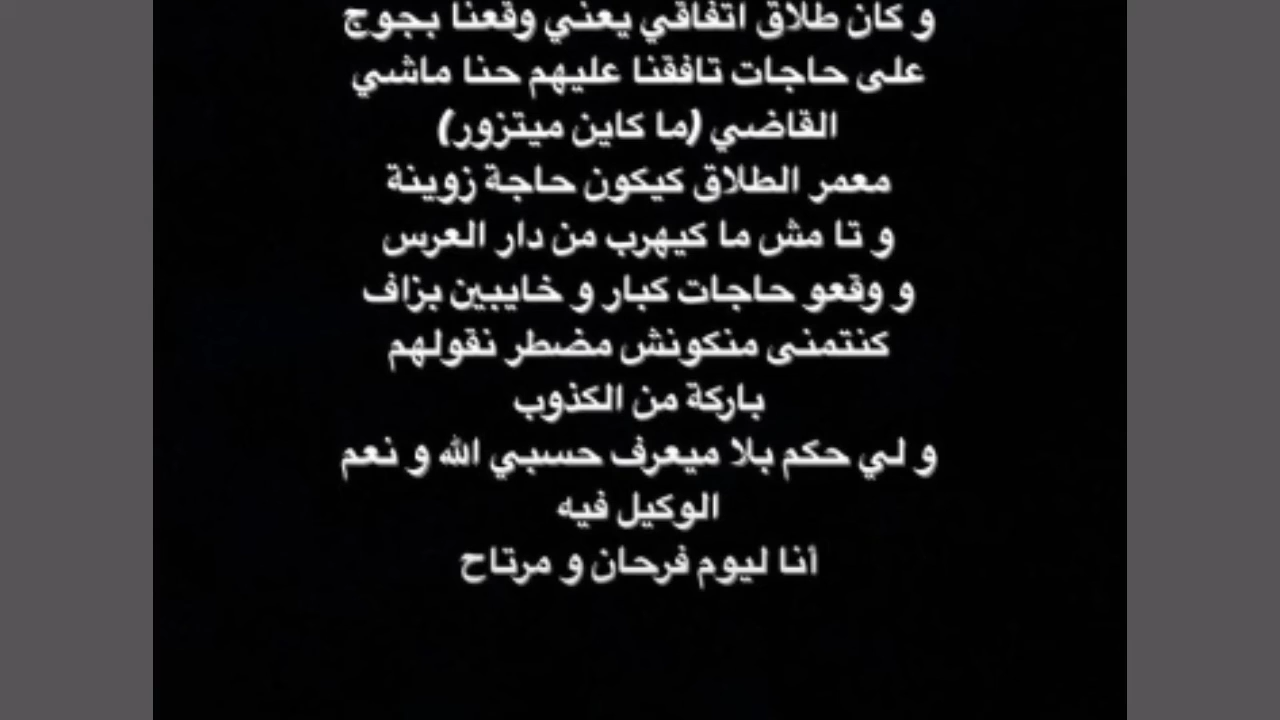 و كان طلاق اتفاقي يعني وقعنا بجوج
على حاجات تافقنا عليهم حنا ماشي
القاضي (ما كاين ميتزور)
معمر الطلاق كيكون حاجة زوينة
و تا مش ما كيهرب من دار العرس
و وقعو حاجات كبار و خايبين بزاف
كنتمنى منكونش مضطر نقولهم
باركة من الكذوب
و لي حكم بلا ميعرف حسبي الله و نعم
الوكيل فيه
أنا ليوم فرحان و مرتاح